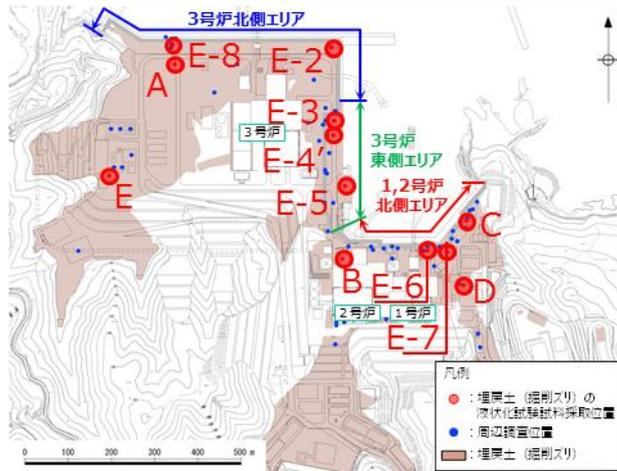 3号炉北側エリア
E-8
E-2
A
E-3
3号炉
3号炉
東側エリア
E-4′
1,2号炉
北側エリア
E
E-5
C
B
E-6
D
2号炉
1号炉
E-7
凡例
：埋戻土（掘削ズリ）の
液状化試験試料採取位置
：周辺調査位置
：埋戻土（掘削ズリ）
0 100 200 300 400 500 m